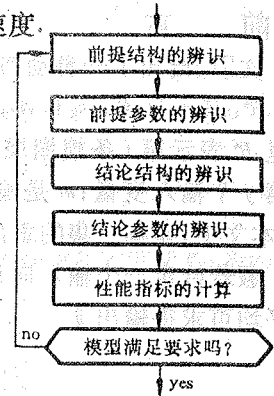 速度.
前提结构的辨识
前提参数的辨识
结论结构的辨识
结论参数的辨识
性能指标的计算
no
模型满足要求吗?
yes